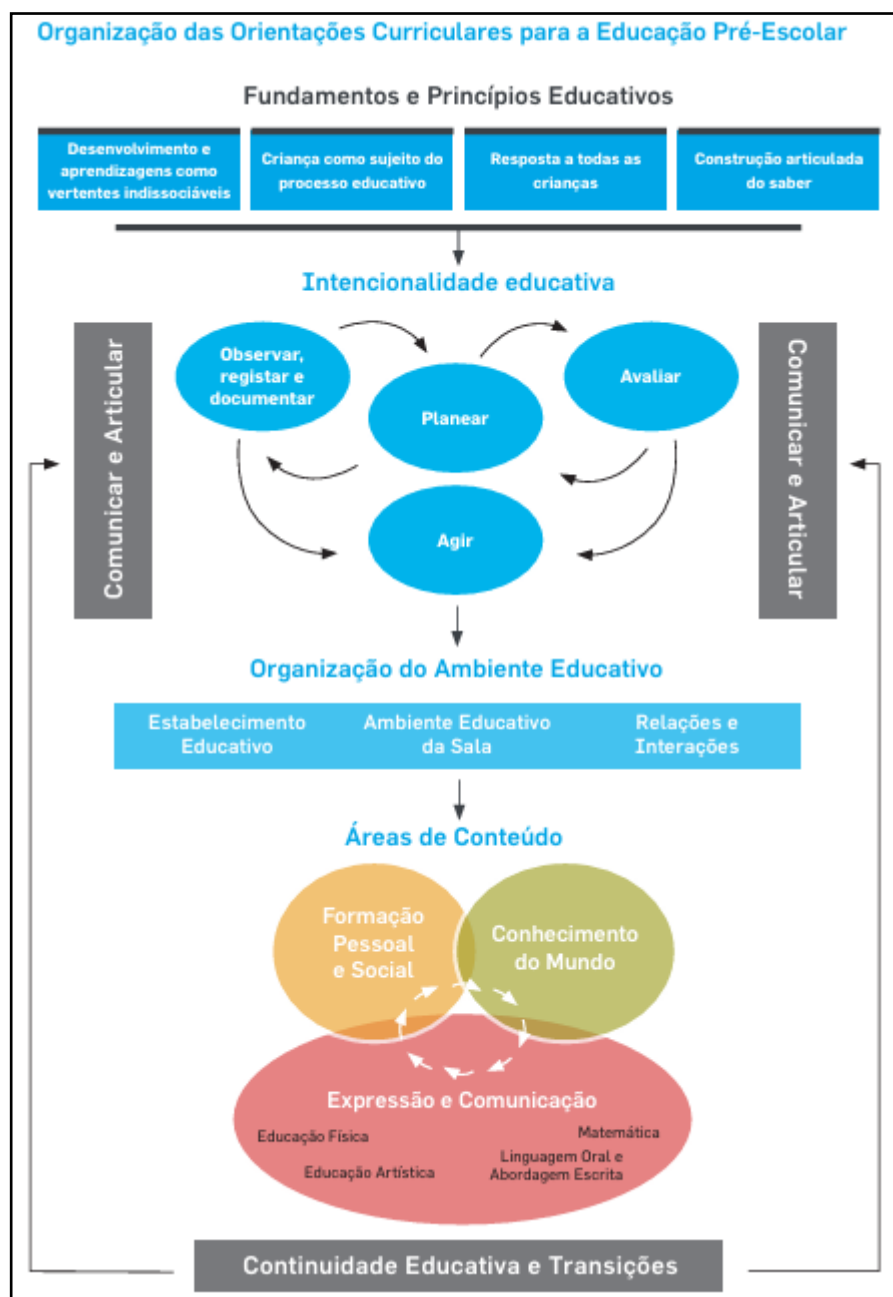 Organização das Orientações Curriculares para a Educação Pré-Escolar
Fundamentos e Princípios Educativos
Desenvolvimento e
aprendizagens como
vertentes indissociáveis
Criança como sujeito do
processo educativo
Resposta a todas as
crianças
Construção articulada
do saber
Intencionalidade educativa
Comunicar e Articular
Observar,
registar e
documentar
Planear
Avaliar
Agir
Comunicar e Articular
Organização do Ambiente Educativo
Estabelecimento
Educativo
Ambiente Educativo
da Sala
Relações e
Interações
Áreas de Conteúdo
Formação
Pessoal
e Social
Conhecimento
do Mundo
Expressão e Comunicação
Educação Física
Matemática
Educação Artística
Linguagem Oral e
Abordagem Escrita
Continuidade Educativa e Transições